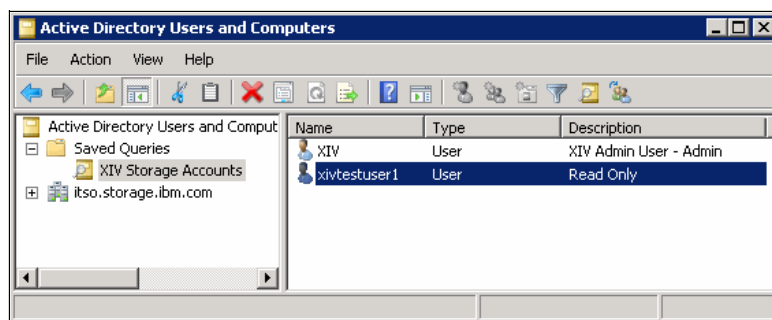 Active Directory Users and Computers
File Action View Help
Active Directory Users and Comput
Name Type Description
Saved Queries
XIV User XIV Admin User - Admin
XIV Storage Accounts
xivtestuser1 User Read Only
itso.storage.ibm.com